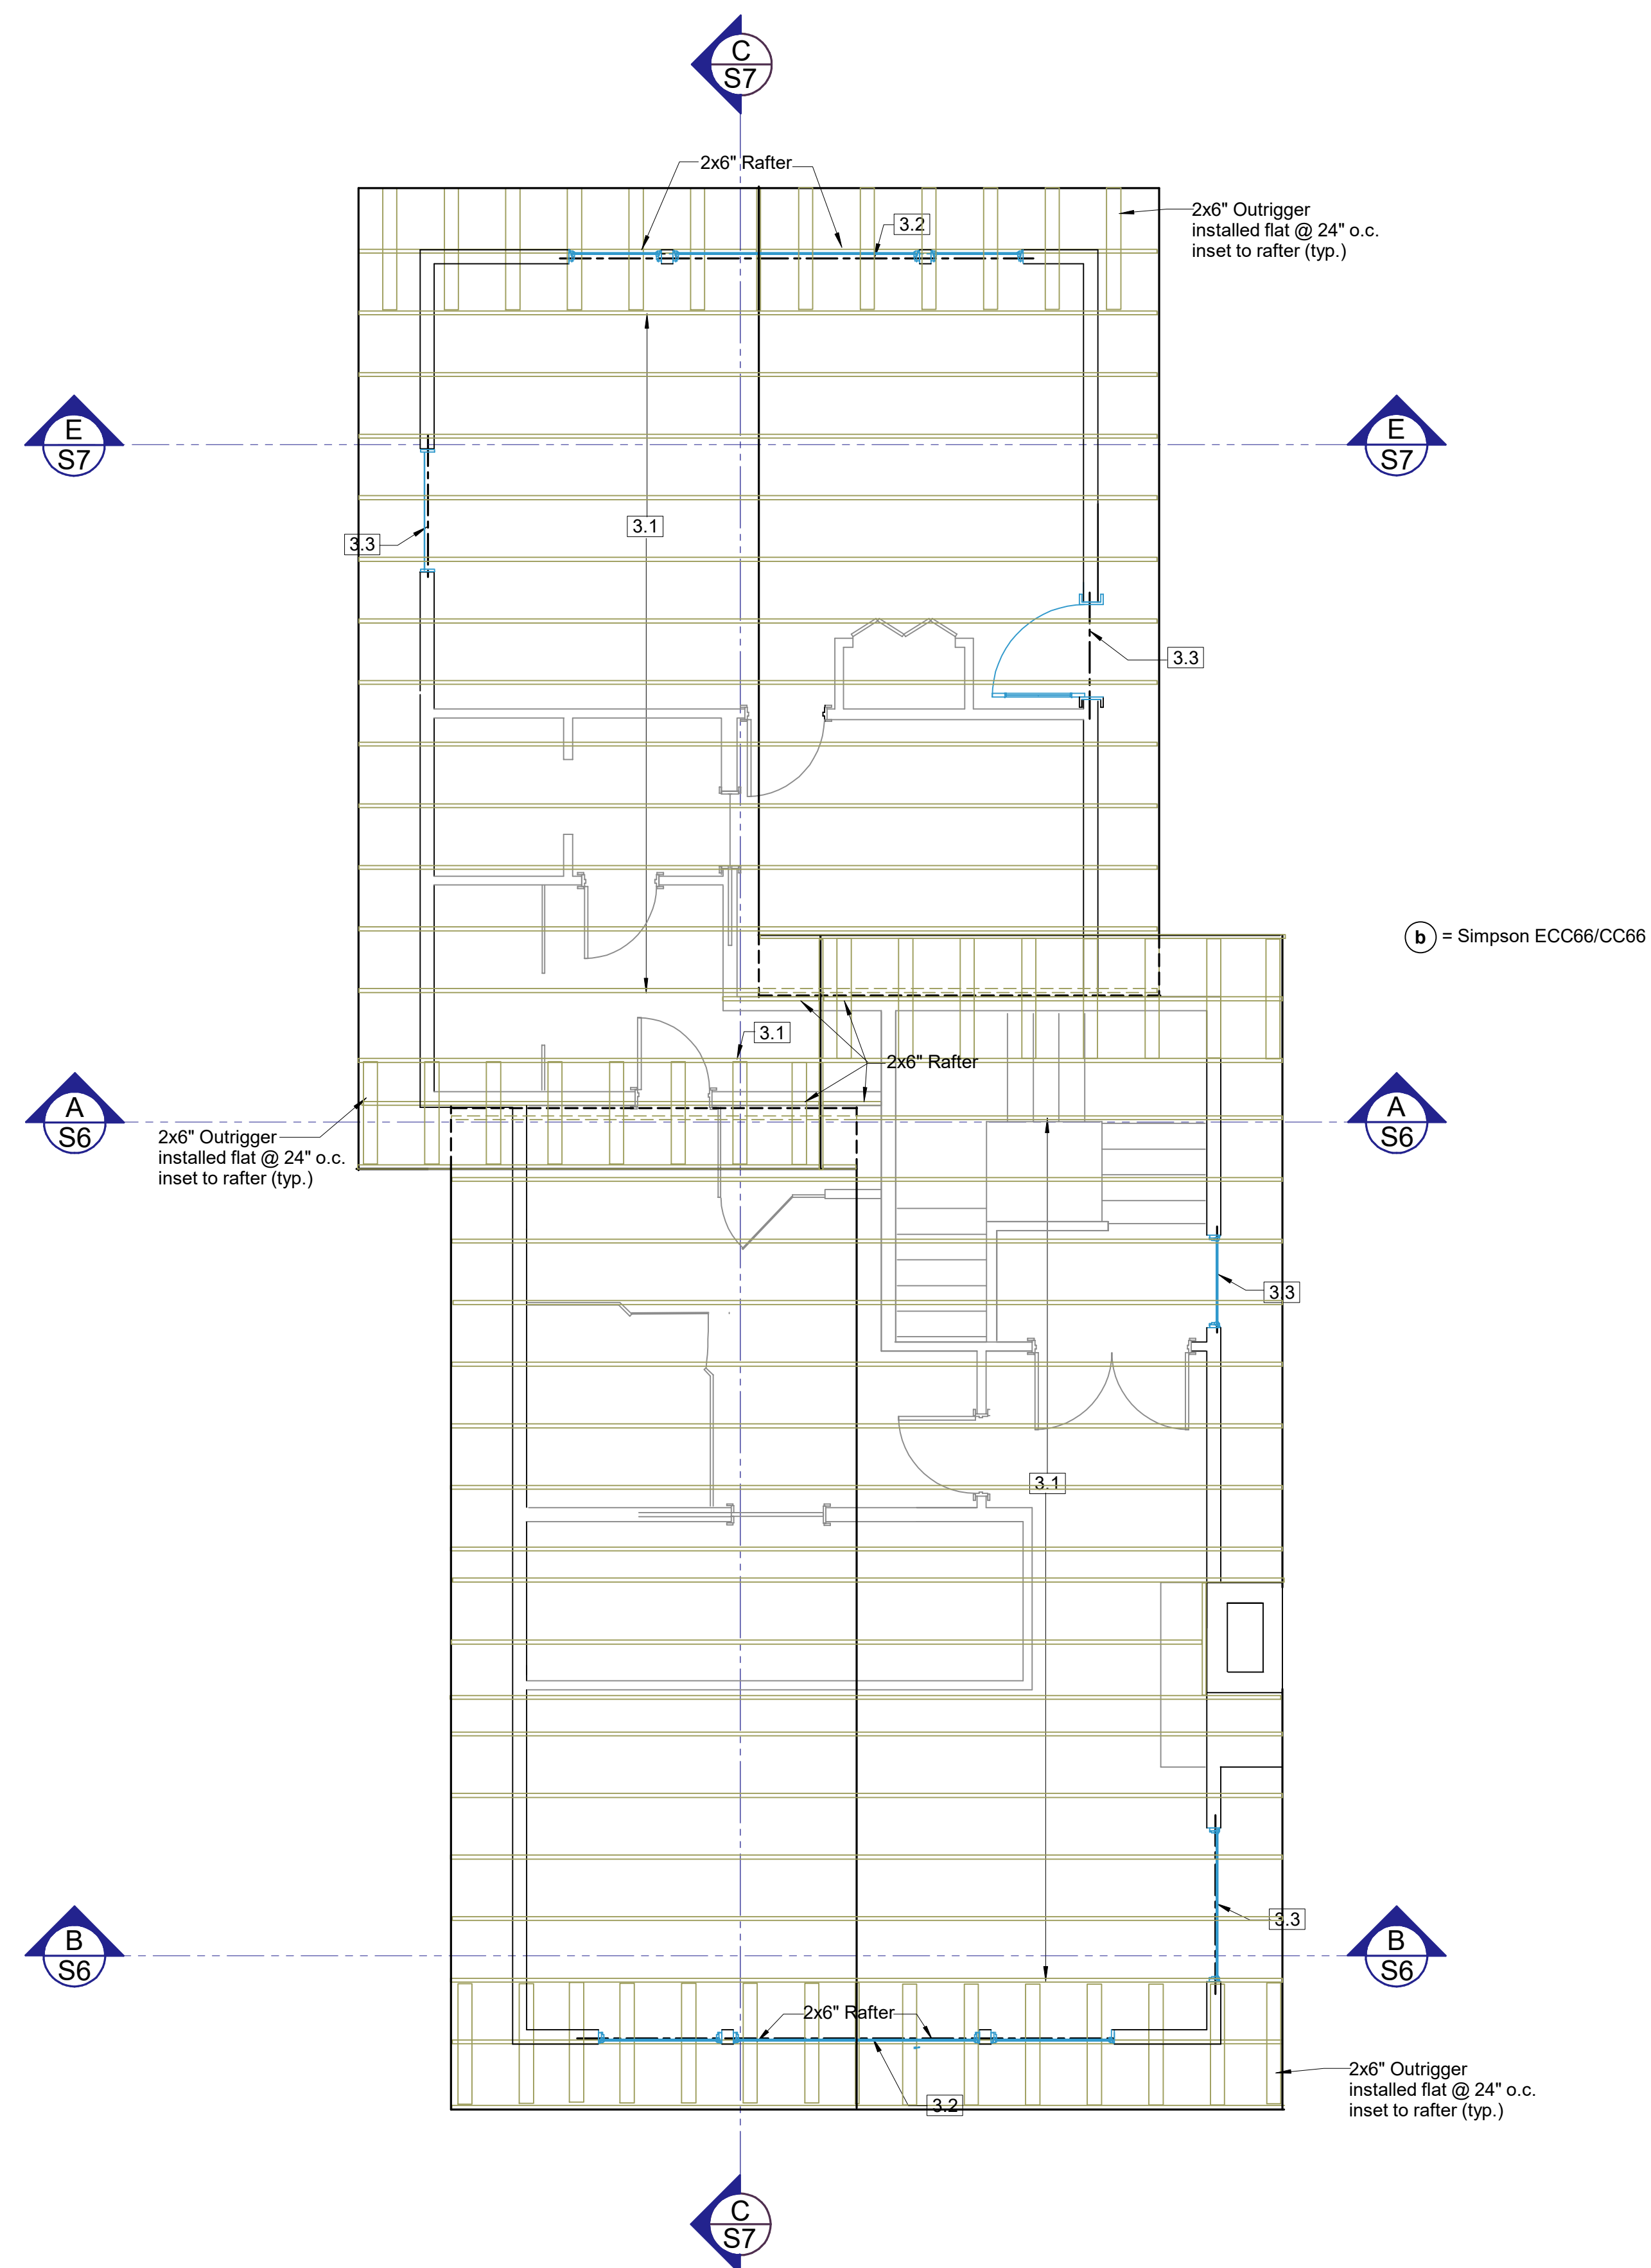 C
S7
2x6" Rafter
3.2
2x6" Outrigger
installed flat @ 24" o.c.
inset to rafter (typ.)
E
S7
E
S7
3.1
3.3
3.3
b = Simpson ECC66/CC66
3.1
2x6" Rafter
A
S6
A
S6
2x6" Outrigger
installed flat @ 24" o.c.
inset to rafter (typ.)
3.3
3.1
3.3
B
S6
B
S6
2x6" Rafter
2x6" Outrigger
installed flat @ 24" o.c.
inset to rafter (typ.)
3.2
C
S7